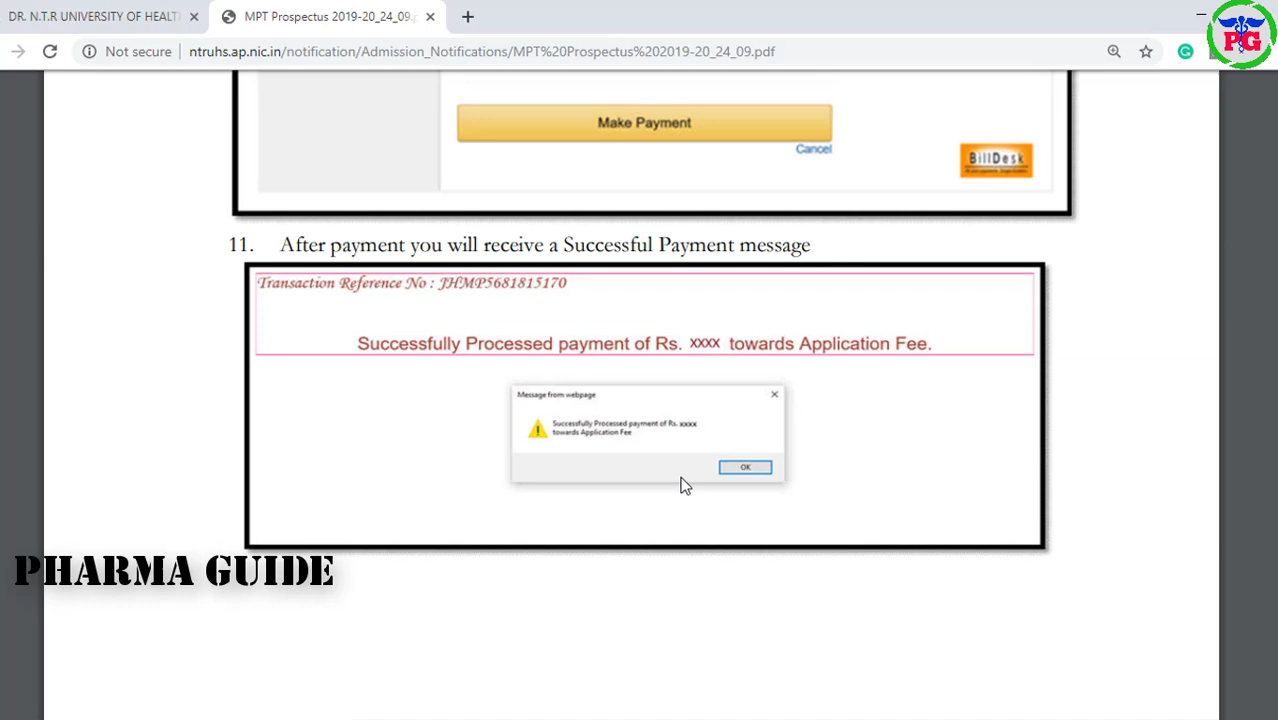 DR. N.T.R UNIVERSITY OF HEALT
MPT Prospectus 2019-20_24_09.p
PG
Not secure
ntruhs.ap.nic.in/notification/Admission_Notifications/MPT%20Prospectus%202019-20_24_09.pdf
Make Payment
Cancel
BillDesk
11. After payment you will receive a Successful Payment message
Transaction Reference No : JHMP5681815170
Successfully Processed payment of Rs. xxxx towards Application Fee.
Message from webpage
Successfully Processed payment of Rs. xxxx
towards Application Fee
OK
PHARMA GUIDE